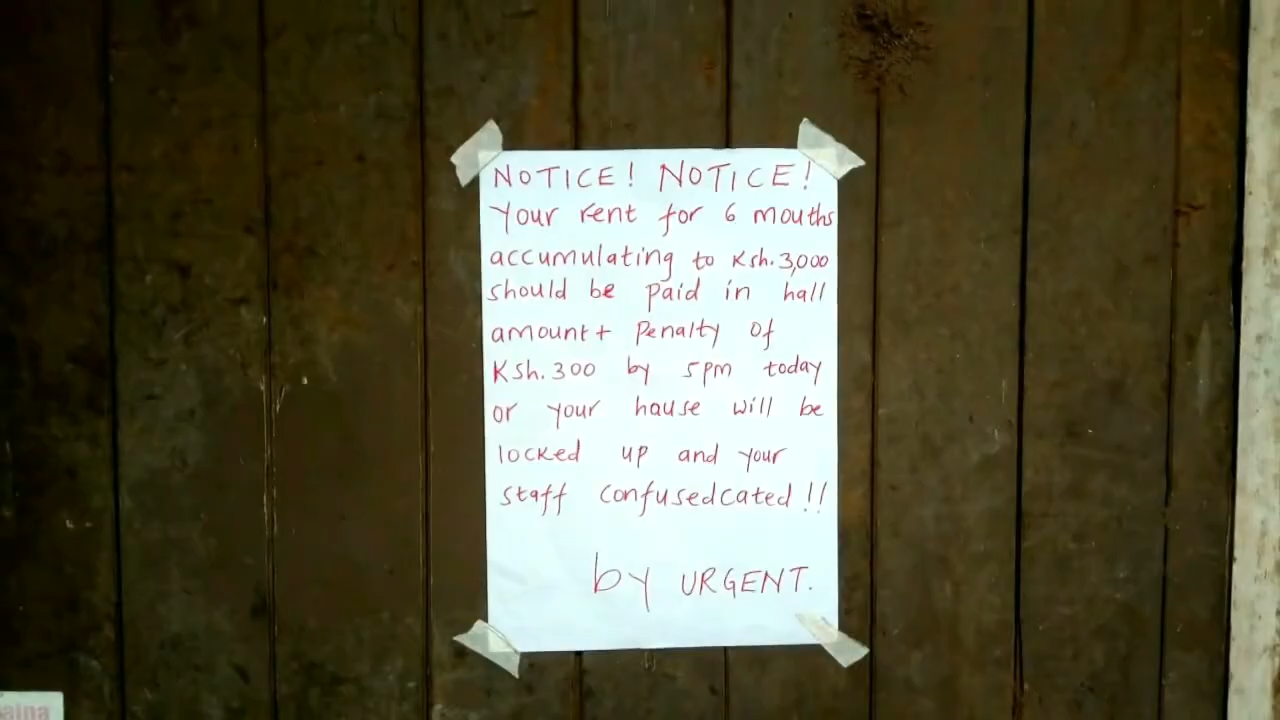 NOTICE! NOTICE!
Your rent for 6 mouths
accumulating to Ksh.3,000
should be paid in hall
amount+ Penalty of
Ksh.300 by 5pm today
or your hause will be
locked up and your
staff confusedcated!!
by URGENT.